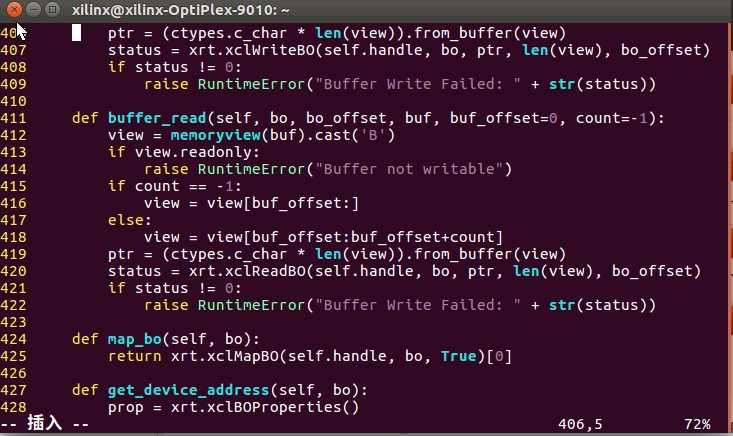 xilinx@xilinx-OptiPlex-9010: ~
406         ptr = (ctypes.c_char * len(view)).from_buffer(view)
407         status = xrt.xclWriteBO(self.handle, bo, ptr, len(view), bo_offset)
408         if status != 0:
409             raise RuntimeError("Buffer Write Failed: " + str(status))
410
411     def buffer_read(self, bo, bo_offset, buf, buf_offset=0, count=-1):
412         view = memoryview(buf).cast('B')
413         if view.readonly:
414             raise RuntimeError("Buffer not writable")
415         if count == -1:
416             view = view[buf_offset:]
417         else:
418             view = view[buf_offset:buf_offset+count]
419         ptr = (ctypes.c_char * len(view)).from_buffer(view)
420         status = xrt.xclReadBO(self.handle, bo, ptr, len(view), bo_offset)
421         if status != 0:
422             raise RuntimeError("Buffer Write Failed: " + str(status))
423
424     def map_bo(self, bo):
425         return xrt.xclMapBO(self.handle, bo, True)[0]
426
427     def get_device_address(self, bo):
428         prop = xrt.xclBOProperties()
-- 插入 --                                                     406,5         72%